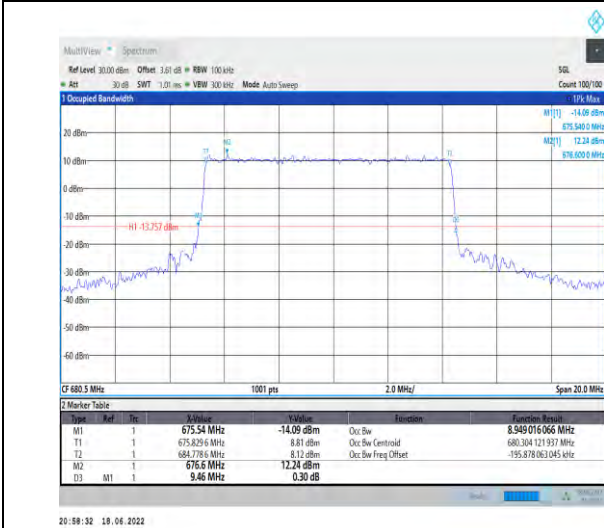 MultiView Spectrum
Ref Level 30.00 dBm Offset 3.61 dB RBW 100 kHz SGL
Att 30 dB SWT 1.01 ms VBW 300 kHz Mode Auto Sweep Count 100/100
1 Occupied Bandwidth 1Pk Max
M1[1] -14.09 dBm
675.540 0 MHz
M2[1] 12.24 dBm
676.600 0 MHz
20 dBm
M2
T1 T2
10 dBm
0 dBm
-10 dBm
H1 -13.757 dBm
-20 dBm
-30 dBm
-40 dBm
-50 dBm
-60 dBm
CF 680.5 MHz 1001 pts 2.0 MHz/ Span 20.0 MHz
2 Marker Table
Type Ref Trc X-Value Y-Value Function Function Result
M1 1 675.54 MHz -14.09 dBm Occ Bw 8.949 016 066 MHz
T1 1 675.829 6 MHz 8.81 dBm Occ Bw Centroid 680.304 121 937 MHz
T2 1 684.778 6 MHz 8.12 dBm Occ Bw Freq Offset -195.878 063 045 kHz
M2 1 676.6 MHz 12.24 dBm
D3 M1 1 9.46 MHz 0.30 dB
20:58:32 18.06.2022